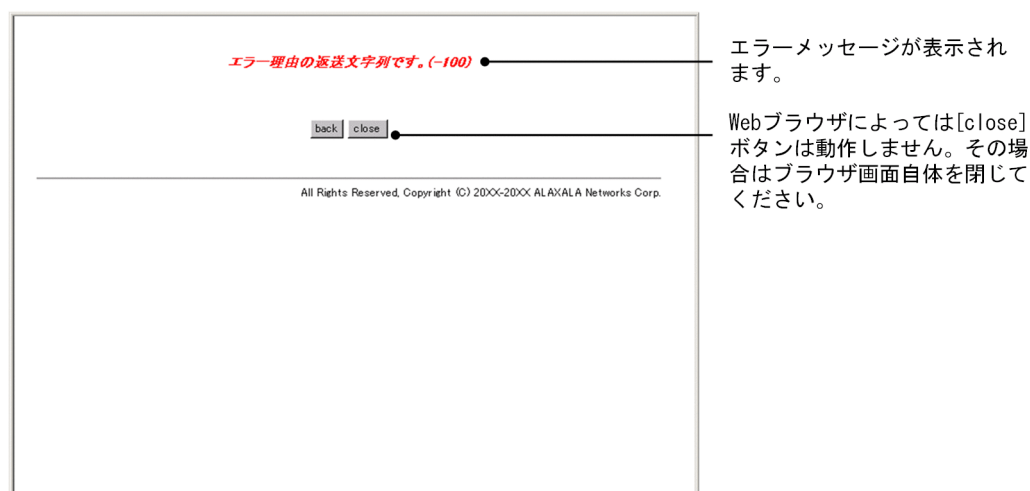 エラー理由の返送文字列です。(-100)
エラーメッセージが表示され
ます。
back close
Webブラウザによっては[close]
ボタンは動作しません。その場
合はブラウザ画面自体を閉じて
ください。
All Rights Reserved, Copyright (C) 20XX-20XX ALAXALA Networks Corp.